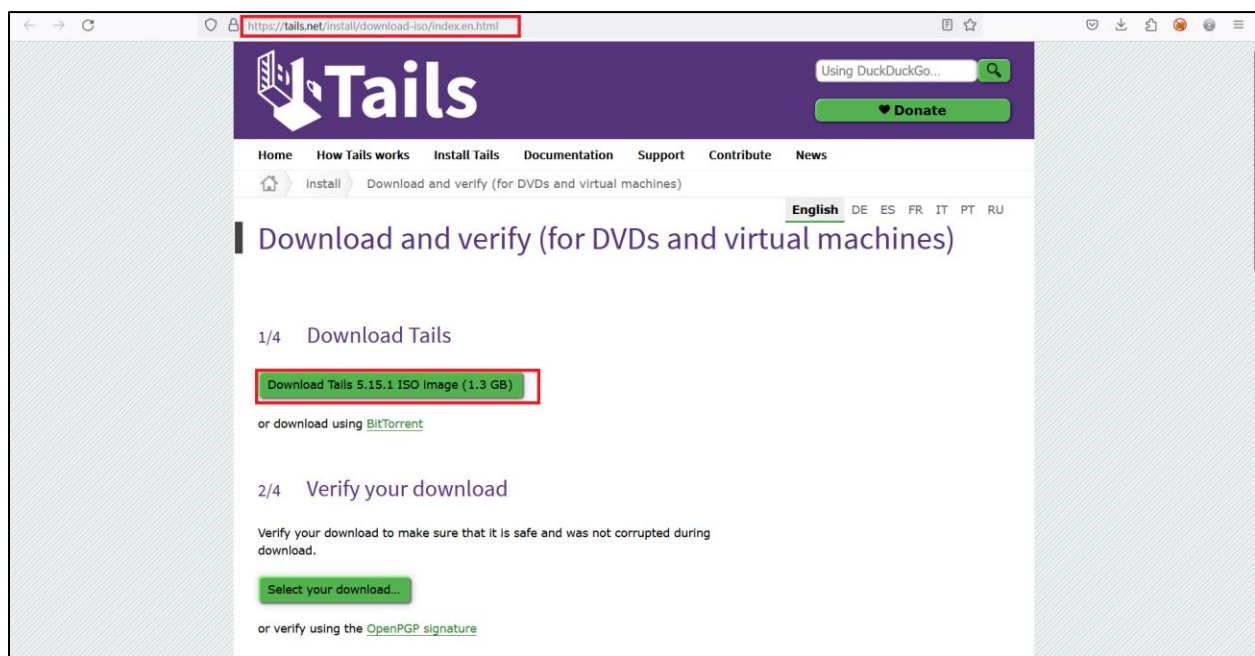 https://tails.net/install/download-iso/index.en.html
Tails
Using DuckDuckGo...
♥ Donate
Home How Tails works Install Tails Documentation Support Contribute News
install Download and verify (for DVDs and virtual machines)
English DE ES FR IT PT RU
Download and verify (for DVDs and virtual machines)
1/4 Download Tails
Download Tails 5.15.1 ISO image (1.3 GB)
or download using BitTorrent
2/4 Verify your download
Verify your download to make sure that it is safe and was not corrupted during
download.
Select your download...
or verify using the OpenPGP signature